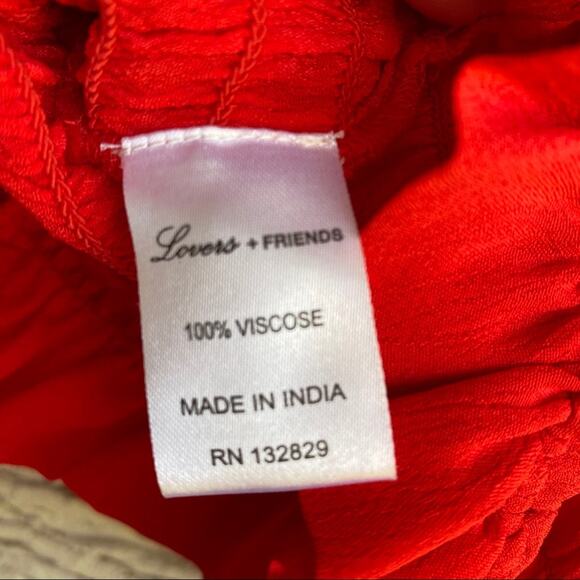 Lovers + FRIENDS
100% VISCOSE
MADE IN INDIA
RN 132829